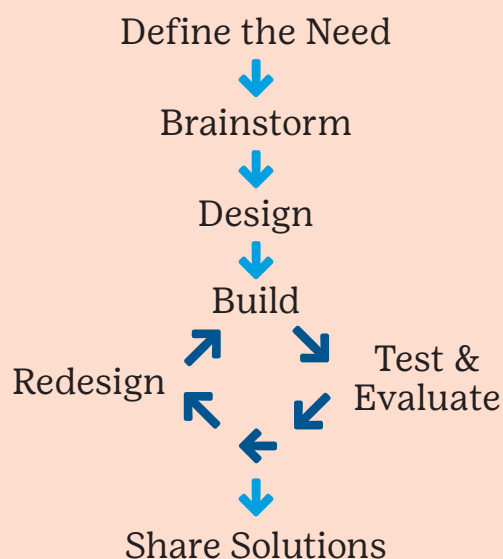 Define the Need
Brainstorm
Design
Build
Test &
Evaluate
Redesign
Share Solutions